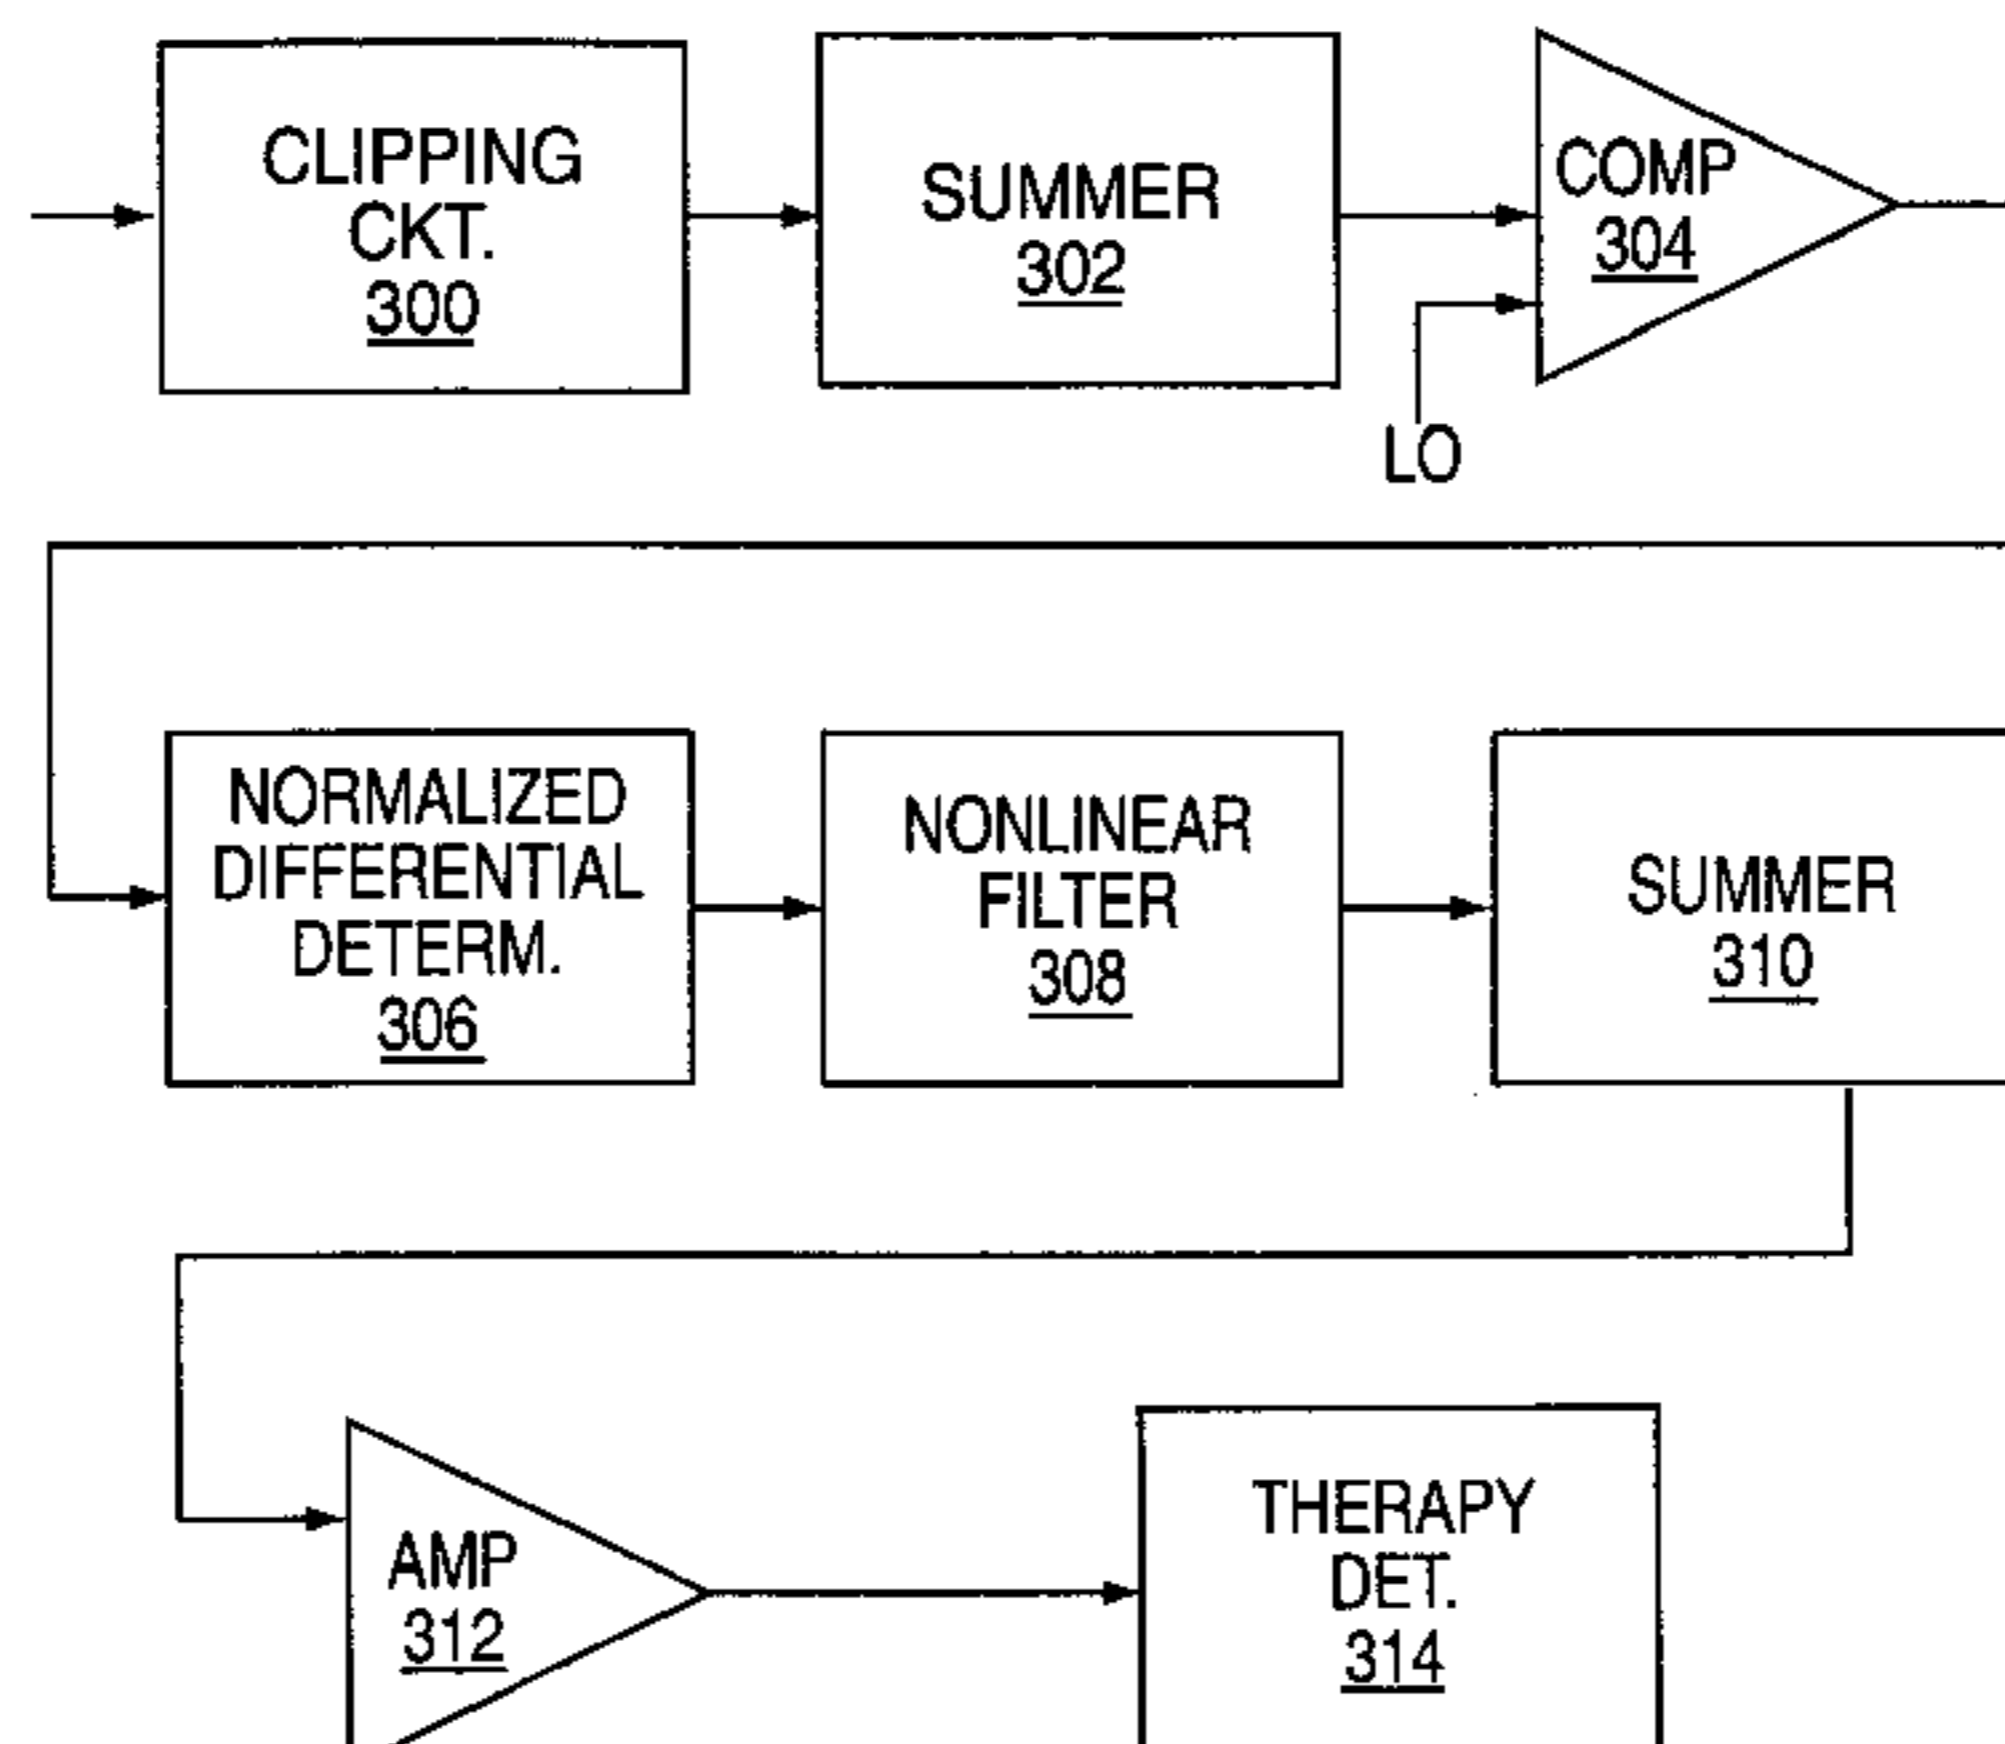 CLIPPING
CKT.
300
SUMMER
302
COMP
304
LO
NORMALIZED
DIFFERENTIAL
DETERM.
306
NONLINEAR
FILTER
308
SUMMER
310
AMP
312
THERAPY
DET.
314